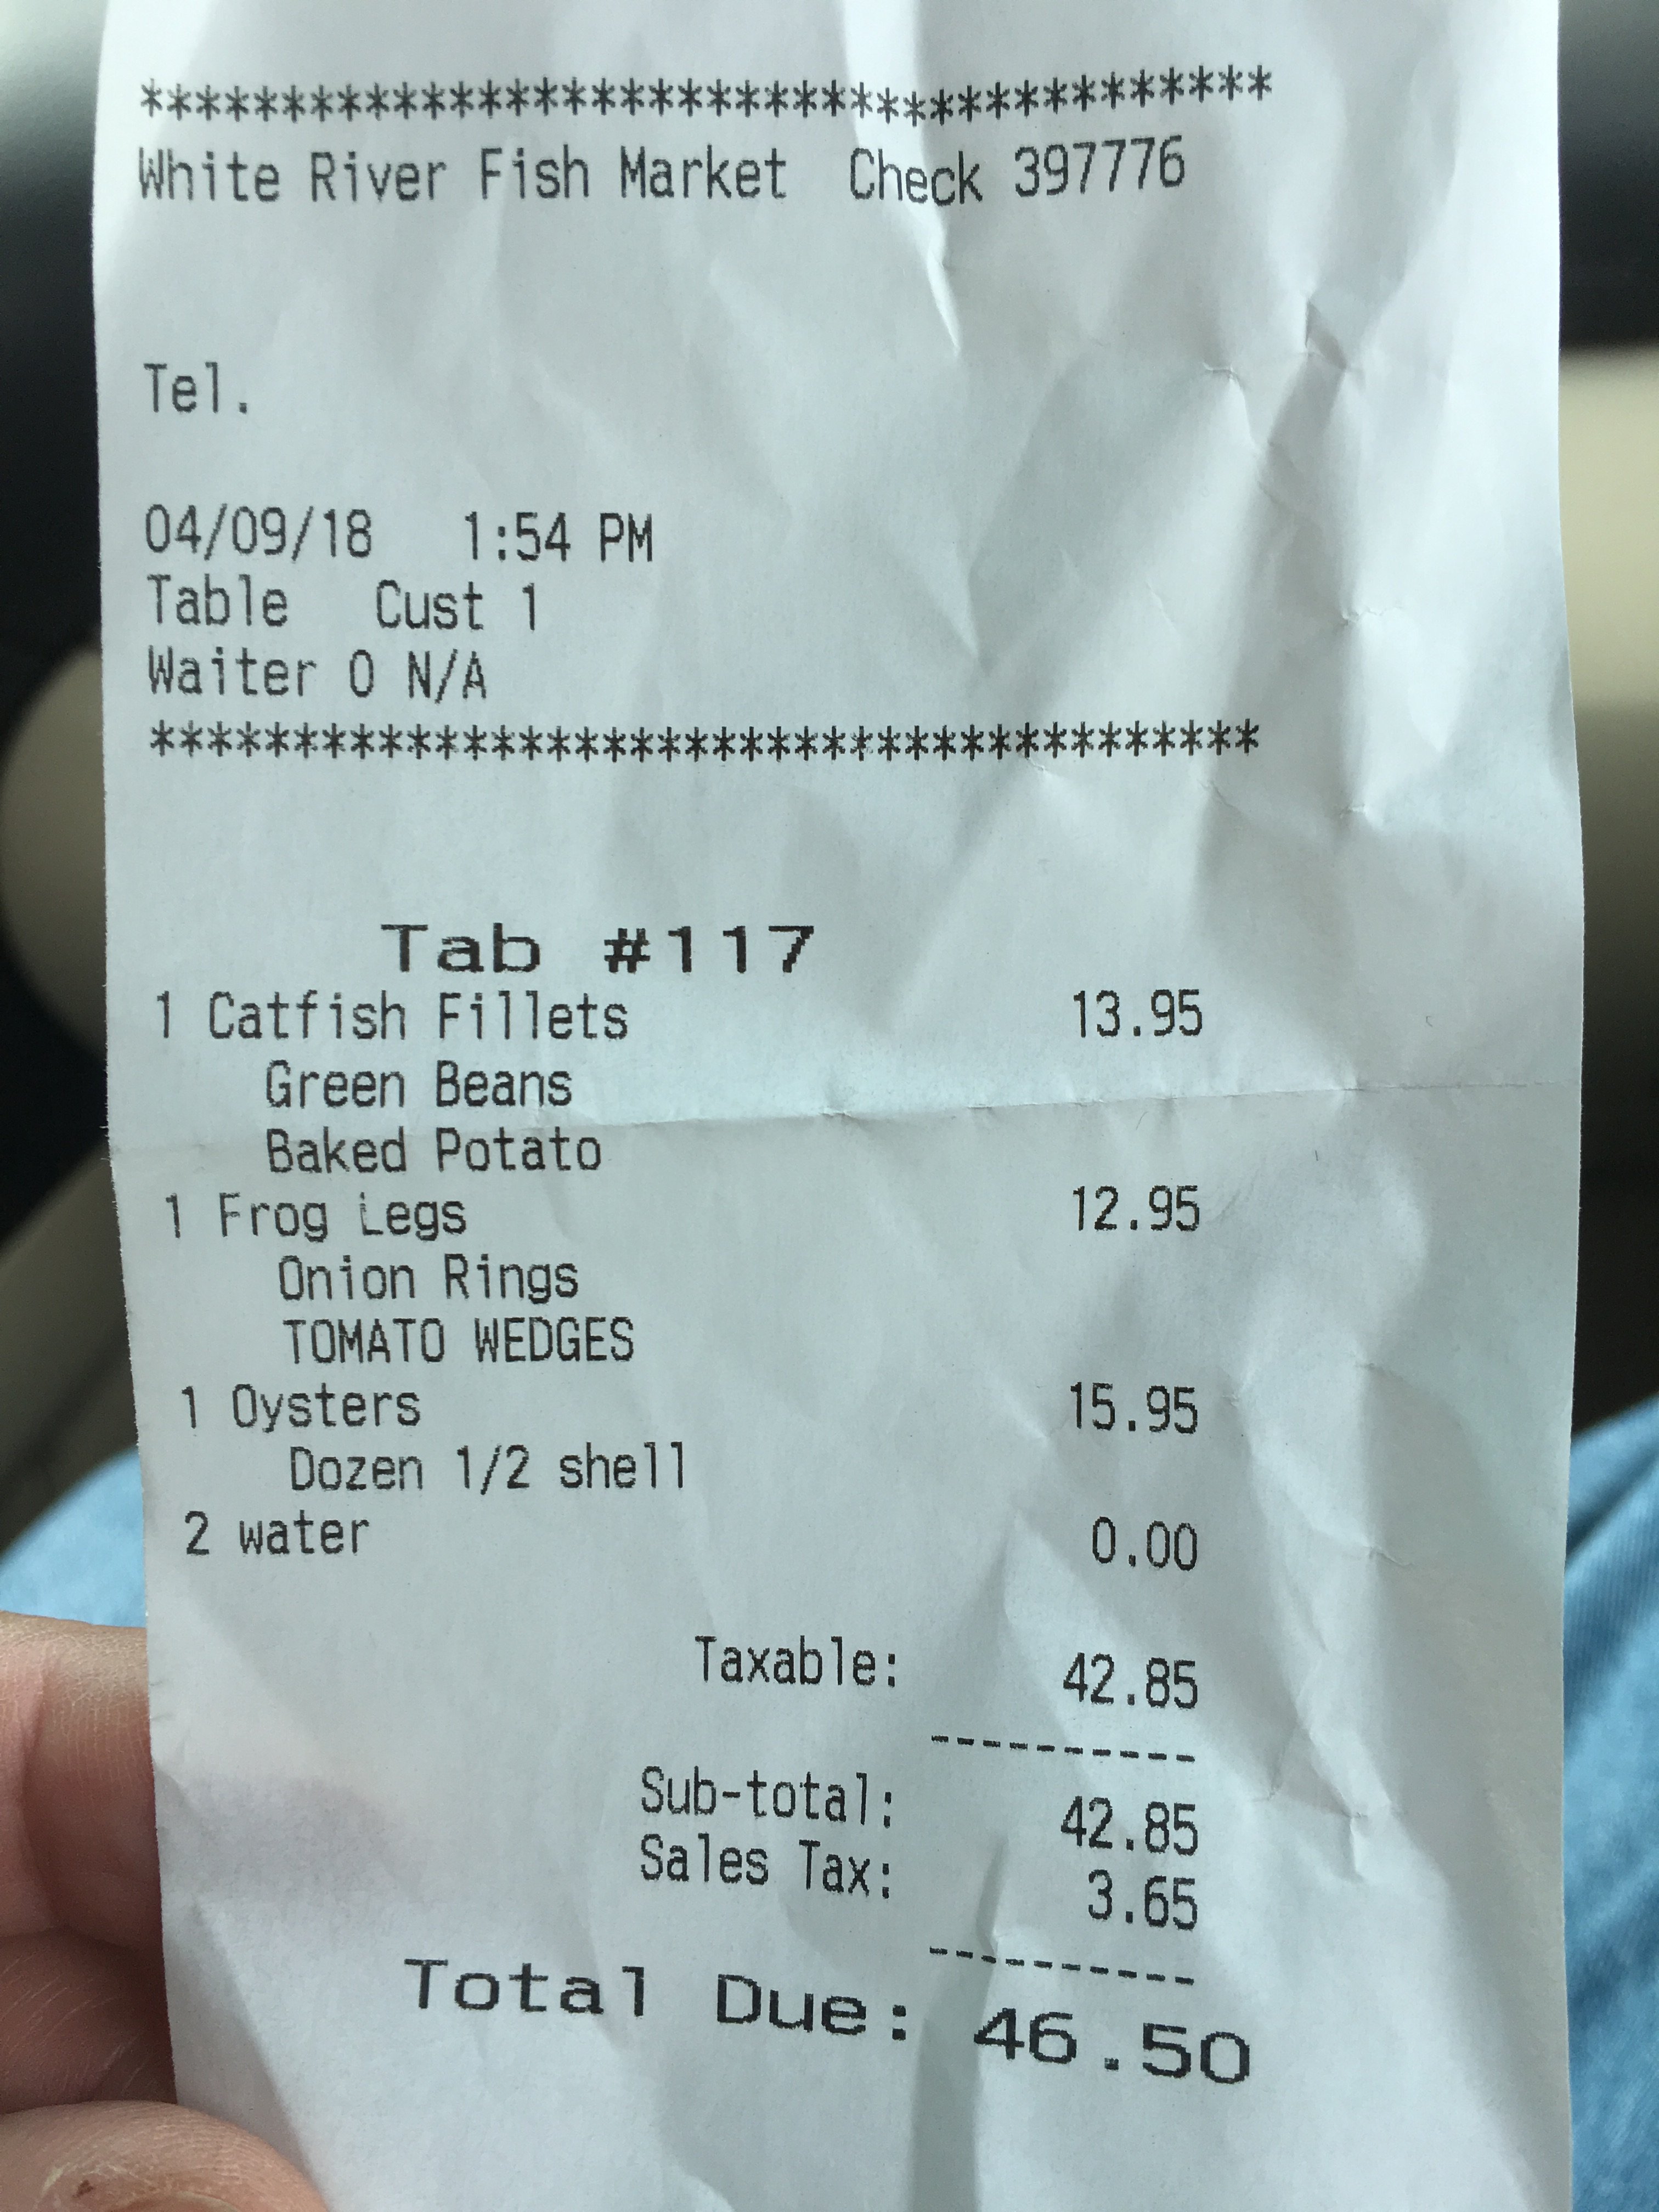 ****************************************
White River Fish Market  Check 397776
Tel.
04/09/18   1:54 PM
Table   Cust 1
Waiter 0 N/A
****************************************
Tab #117
1 Catfish Fillets 13.95
Green Beans
Baked Potato
1 Frog Legs 12.95
Onion Rings
TOMATO WEDGES
1 Oysters 15.95
Dozen 1/2 shell
2 water 0.00
Taxable: 42.85
----------
Sub-total: 42.85
Sales Tax: 3.65
----------
Total Due: 46.50